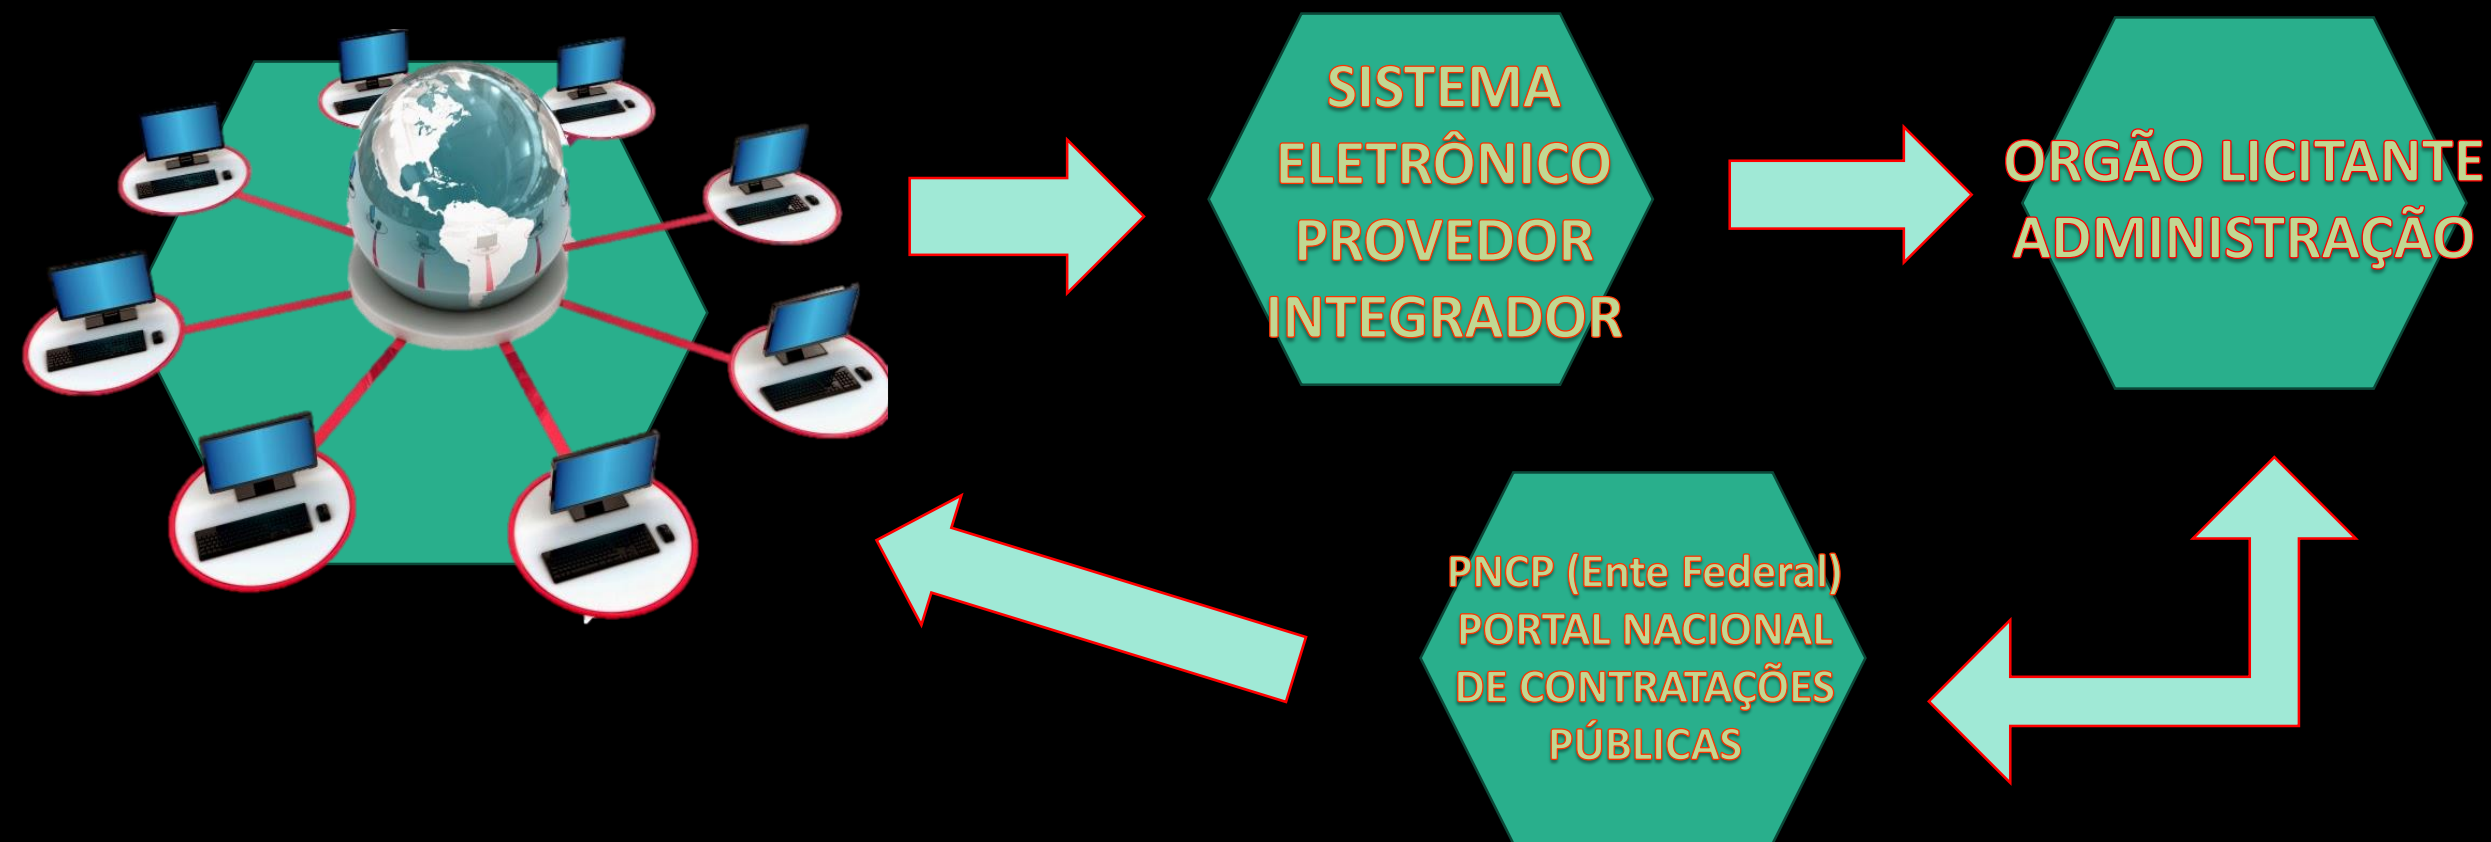 SISTEMA
ELETRÔNICO
PROVEDOR
INTEGRADOR
ORGÃO LICITANTE
ADMINISTRAÇÃO
PNCP (Ente Federal)
PORTAL NACIONAL
DE CONTRATAÇÕES
PÚBLICAS